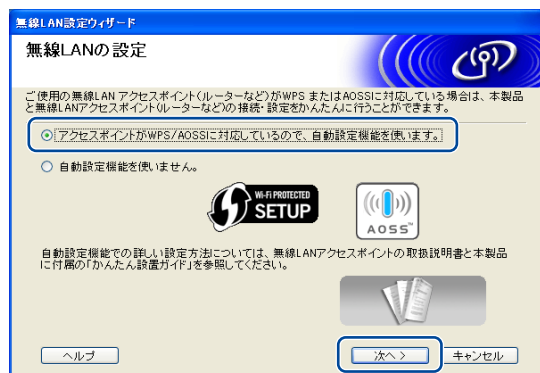 無線LAN設定ウィザード
無線LANの設定
ご使用の無線LAN アクセスポイント(ルーターなど)がWPS またはAOSSに対応している場合は、本製品
と無線LANアクセスポイント(ルーターなど)の接続・設定をかんたんに行うことができます。
アクセスポイントがWPS/AOSSに対応しているので、自動設定機能を使います。
自動設定機能を使いません。
WI-FI PROTECTED
SETUP
AOSS™
自動設定機能での詳しい設定方法については、無線LANアクセスポイントの取扱説明書と本製品
に付属の「かんたん設置ガイド」を参照してください。
ヘルプ
次へ >
キャンセル